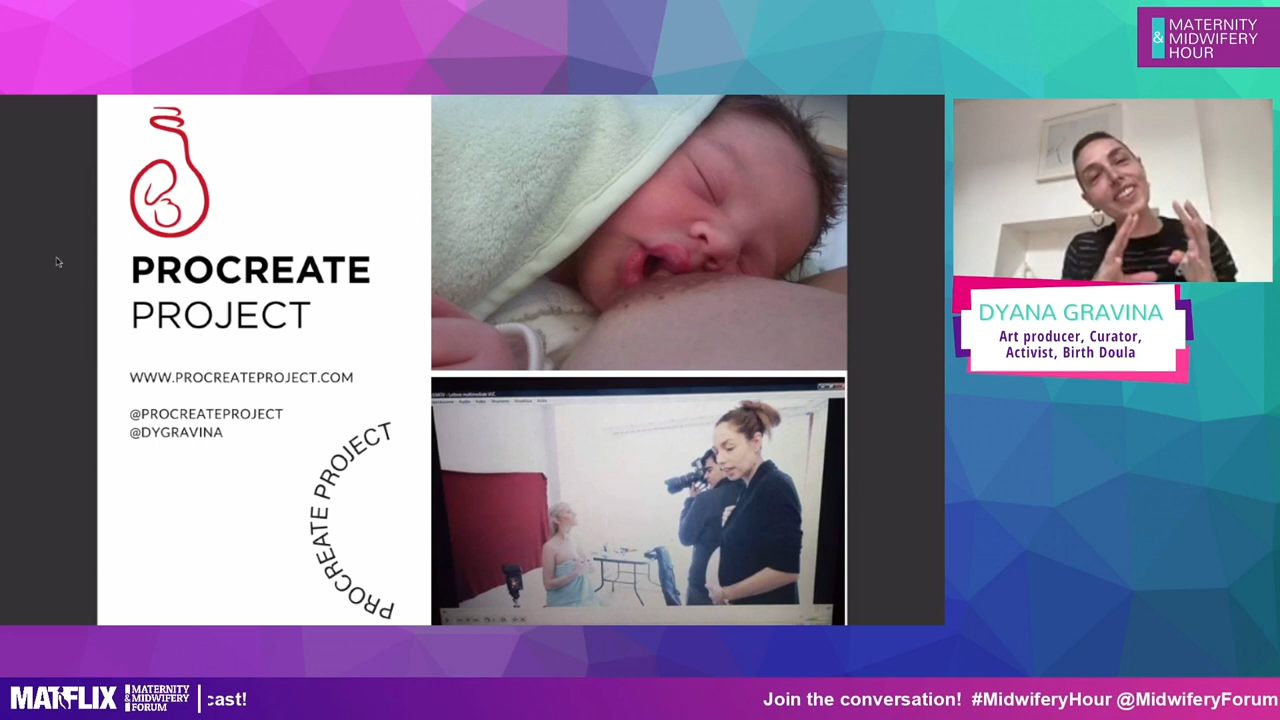 MATERNITY
& MIDWIFERY
HOUR
PROCREATE
PROJECT
WWW.PROCREATEPROJECT.COM
@PROCREATEPROJECT
@DYGRAVINA
PROCREATE PROJECT
DYANA GRAVINA
Art producer, Curator,
Activist, Birth Doula
MATFLIX
MATERNITY
& MIDWIFERY
FORUM
cast!
Join the conversation! #MidwiferyHour @MidwiferyForum